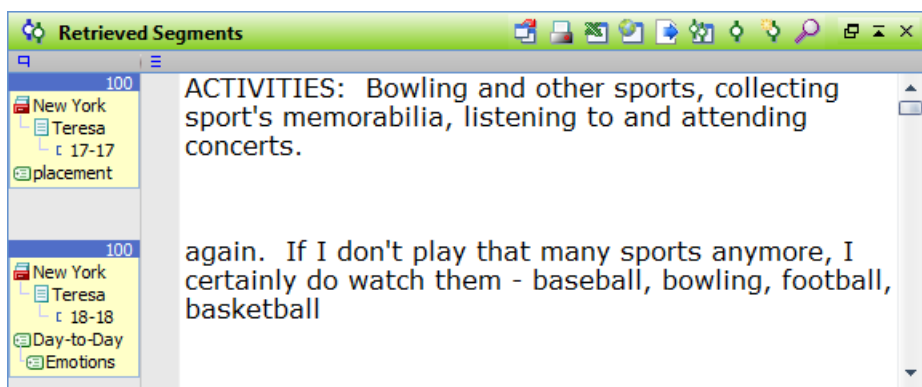 Retrieved Segments
100
New York
Teresa
17-17
placement
ACTIVITIES:  Bowling and other sports, collecting
sport's memorabilia, listening to and attending
concerts.
100
New York
Teresa
18-18
Day-to-Day
Emotions
again.  If I don't play that many sports anymore, I
certainly do watch them - baseball, bowling, football,
basketball